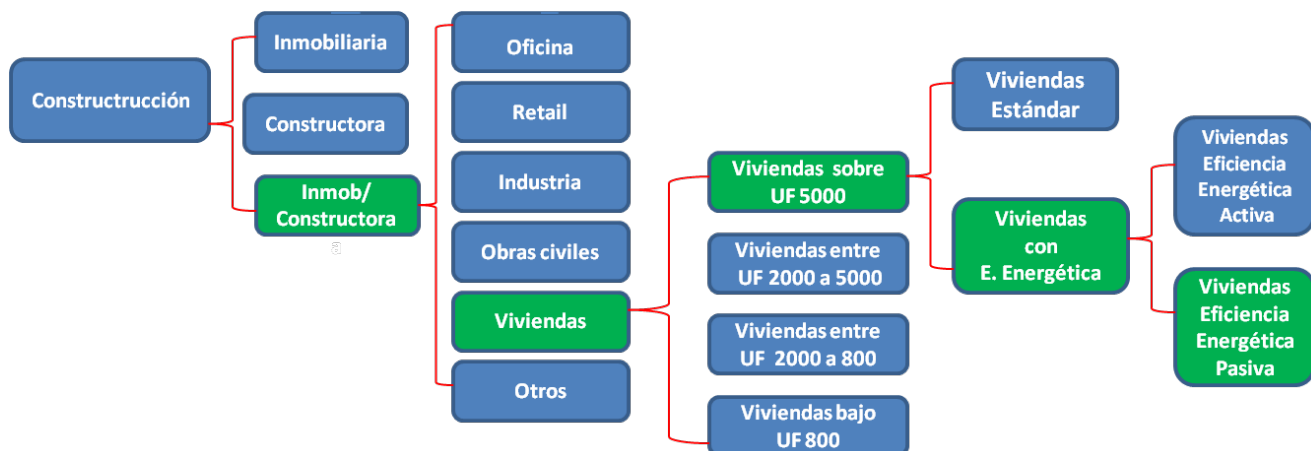 Constructrucción
Inmobiliaria
Constructora
Inmob/
Constructora
a
Oficina
Retail
Industria
Obras civiles
Viviendas
Otros
Viviendas sobre
UF 5000
Viviendas entre
UF 2000 a 5000
Viviendas entre
UF 2000 a 800
Viviendas bajo
UF 800
Viviendas
Estándar
Viviendas
con
E. Energética
Viviendas
Eficiencia
Energética
Activa
Viviendas
Eficiencia
Energética
Pasiva